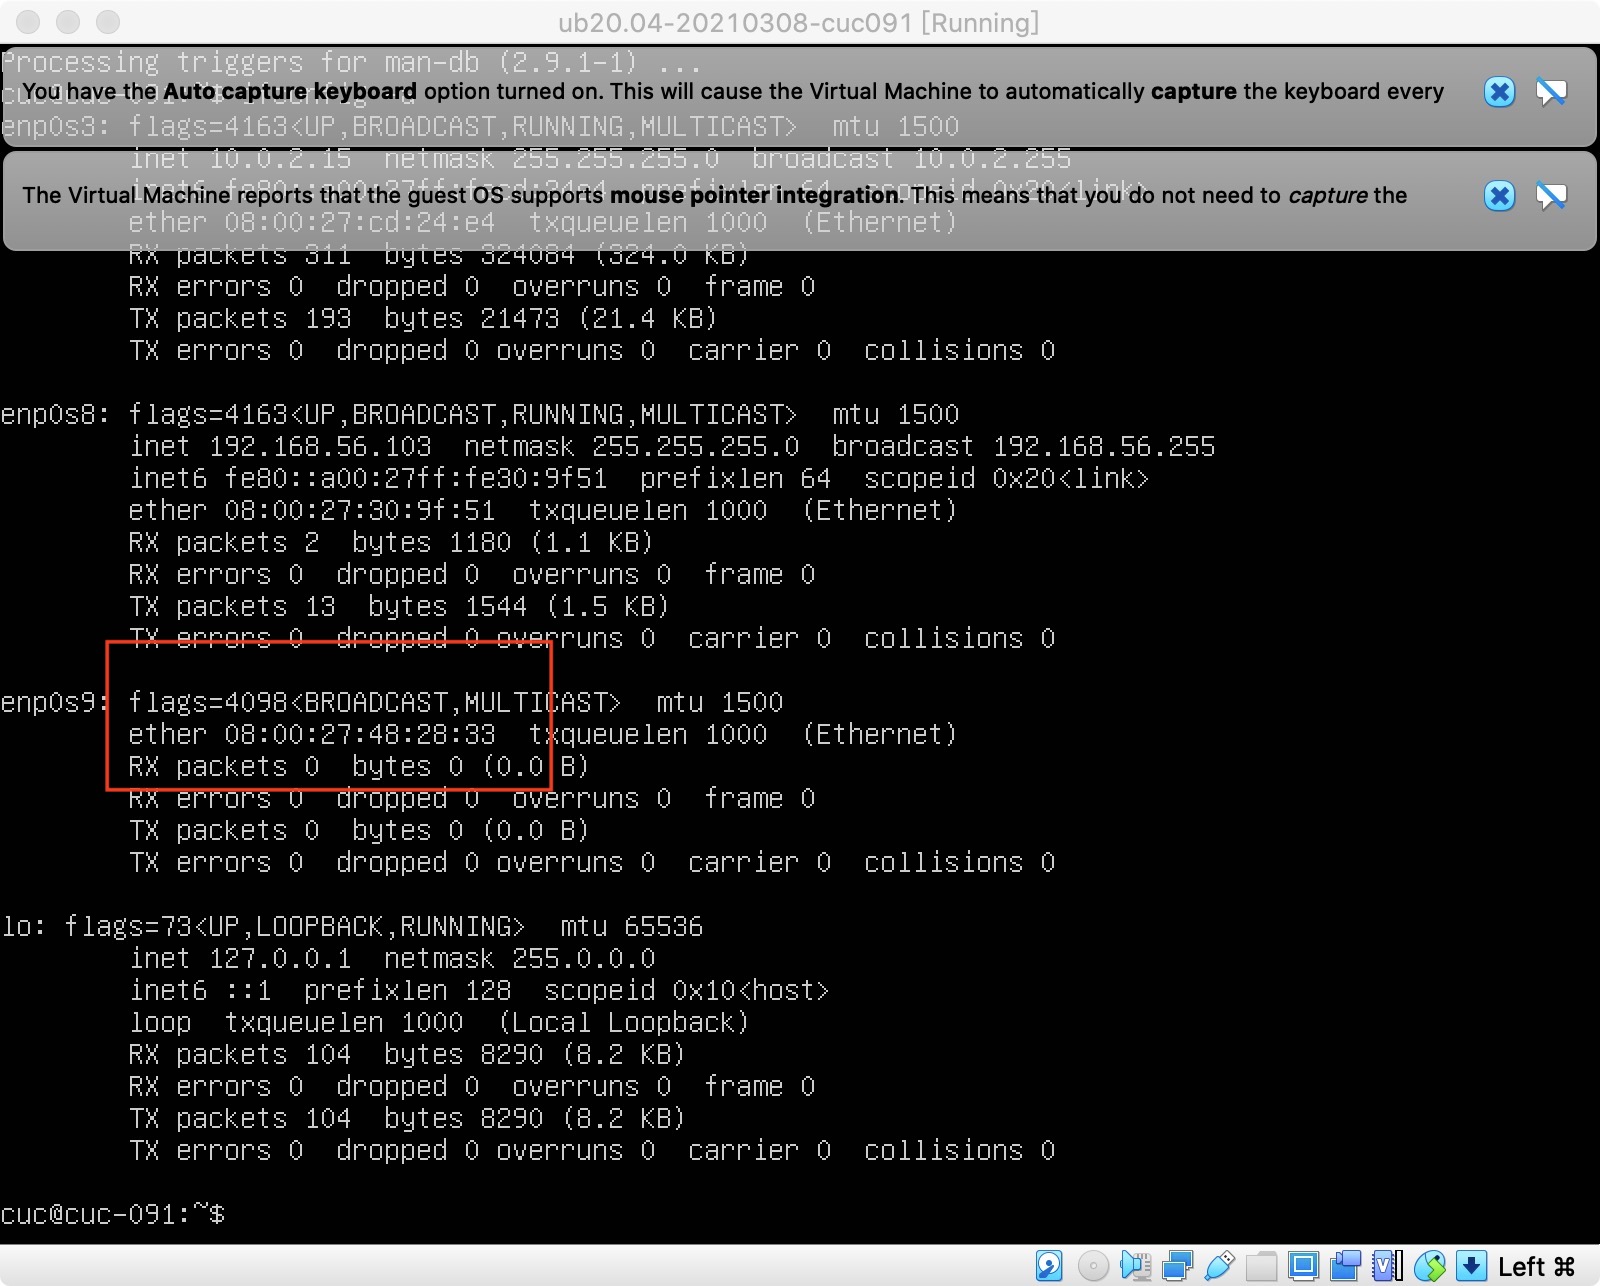 ub20.04-20210308-cuc091 [Running]
Processing triggers for man-db (2.9.1-1) ...
You have the Auto capture keyboard option turned on. This will cause the Virtual Machine to automatically capture the keyboard every
enp0s3: flags=4163<UP,BROADCAST,RUNNING,MULTICAST>  mtu 1500
inet 10.0.2.15  netmask 255.255.255.0  broadcast 10.0.2.255
The Virtual Machine reports that the guest OS supports mouse pointer integration. This means that you do not need to capture the
ether 08:00:27:cd:24:e4  txqueuelen 1000  (Ethernet)
RX packets 311  bytes 324084 (324.0 KB)
RX errors 0  dropped 0  overruns 0  frame 0
TX packets 193  bytes 21473 (21.4 KB)
TX errors 0  dropped 0 overruns 0  carrier 0  collisions 0
enp0s8: flags=4163<UP,BROADCAST,RUNNING,MULTICAST>  mtu 1500
inet 192.168.56.103  netmask 255.255.255.0  broadcast 192.168.56.255
inet6 fe80::a00:27ff:fe30:9f51  prefixlen 64  scopeid 0x20<link>
ether 08:00:27:30:9f:51  txqueuelen 1000  (Ethernet)
RX packets 2  bytes 1180 (1.1 KB)
RX errors 0  dropped 0  overruns 0  frame 0
TX packets 13  bytes 1544 (1.5 KB)
TX errors 0  dropped 0 overruns 0  carrier 0  collisions 0
enp0s9: flags=4098<BROADCAST,MULTICAST>  mtu 1500
ether 08:00:27:48:28:33  txqueuelen 1000  (Ethernet)
RX packets 0  bytes 0 (0.0 B)
RX errors 0  dropped 0  overruns 0  frame 0
TX packets 0  bytes 0 (0.0 B)
TX errors 0  dropped 0 overruns 0  carrier 0  collisions 0
lo: flags=73<UP,LOOPBACK,RUNNING>  mtu 65536
inet 127.0.0.1  netmask 255.0.0.0
inet6 ::1  prefixlen 128  scopeid 0x10<host>
loop  txqueuelen 1000  (Local Loopback)
RX packets 104  bytes 8290 (8.2 KB)
RX errors 0  dropped 0  overruns 0  frame 0
TX packets 104  bytes 8290 (8.2 KB)
TX errors 0  dropped 0 overruns 0  carrier 0  collisions 0
cuc@cuc-091:~$
Left ⌘